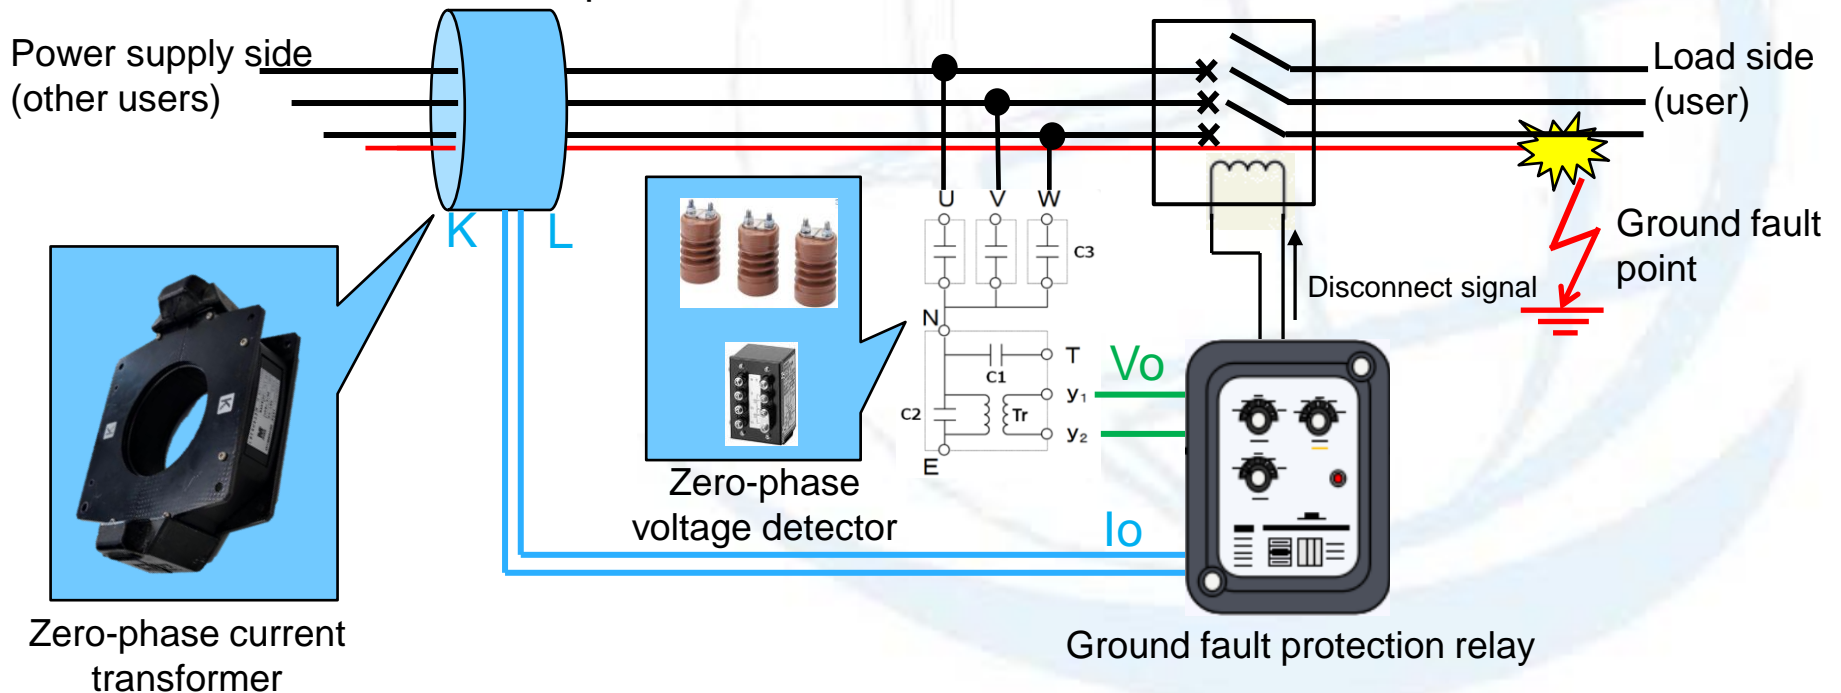 Power supply side
(other users)
Load side
(user)
K
L
U
V
W
C3
Ground fault
point
Disconnect signal
N
T
C1
Vo
y1
C2
Tr
y2
E
Zero-phase
voltage detector
Io
K
Zero-phase current
transformer
Ground fault protection relay